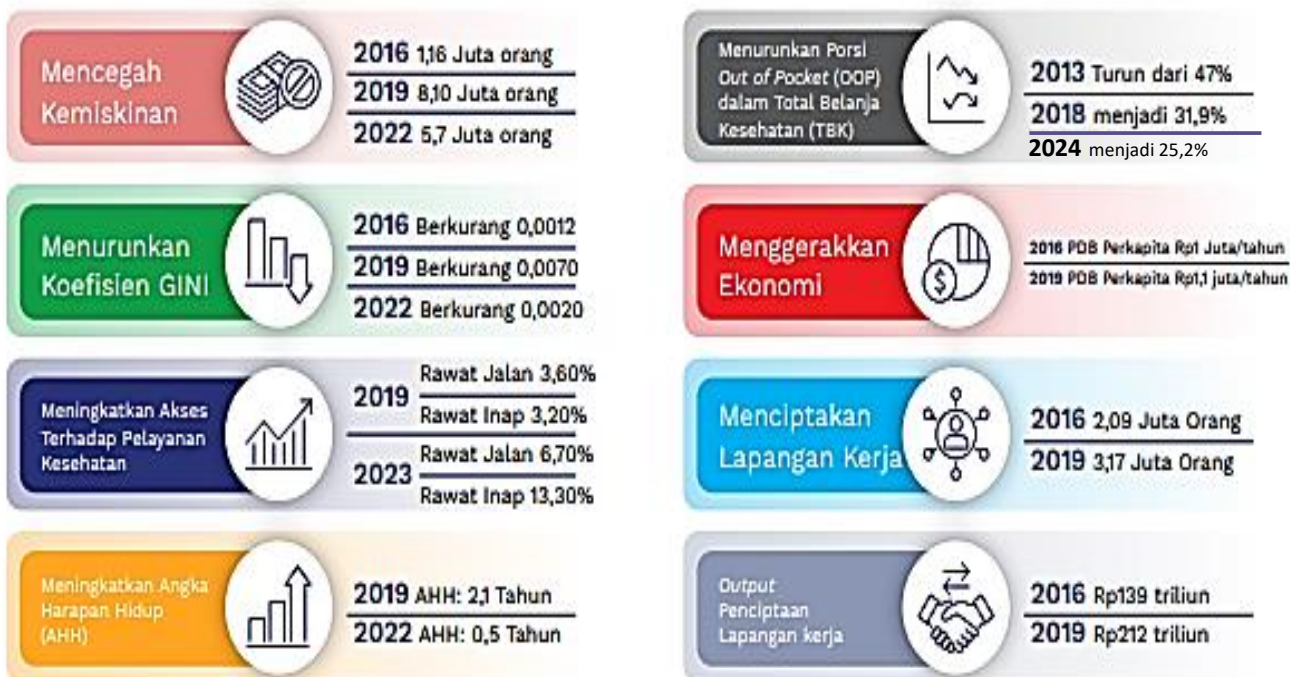 Mencegah
Kemiskinan
2016 1,16 Juta orang
2019 8,10 Juta orang
2022 5,7 Juta orang
Menurunkan Porsi
Out of Pocket (OOP)
dalam Total Belanja
Kesehatan (TBK)
2013 Turun dari 47%
2018 menjadi 31,9%
2024 menjadi 25,2%
Menurunkan
Koefisien GINI
2016 Berkurang 0,0012
2019 Berkurang 0,0070
2022 Berkurang 0,0020
Menggerakkan
Ekonomi
$
2016 PDB Perkapita Rp1 Juta/tahun
2019 PDB Perkapita Rp1,1 juta/tahun
Meningkatkan Akses
Terhadap Pelayanan
Kesehatan
2019
Rawat Jalan 3,60%
Rawat Inap 3,20%
2023
Rawat Jalan 6,70%
Rawat Inap 13,30%
Menciptakan
Lapangan Kerja
2016 2,09 Juta Orang
2019 3,17 Juta Orang
Meningkatkan Angka
Harapan Hidup
(AHH)
2019 AHH: 2,1 Tahun
2022 AHH: 0,5 Tahun
Output
Penciptaan
Lapangan kerja
2016 Rp139 triliun
2019 Rp212 triliun